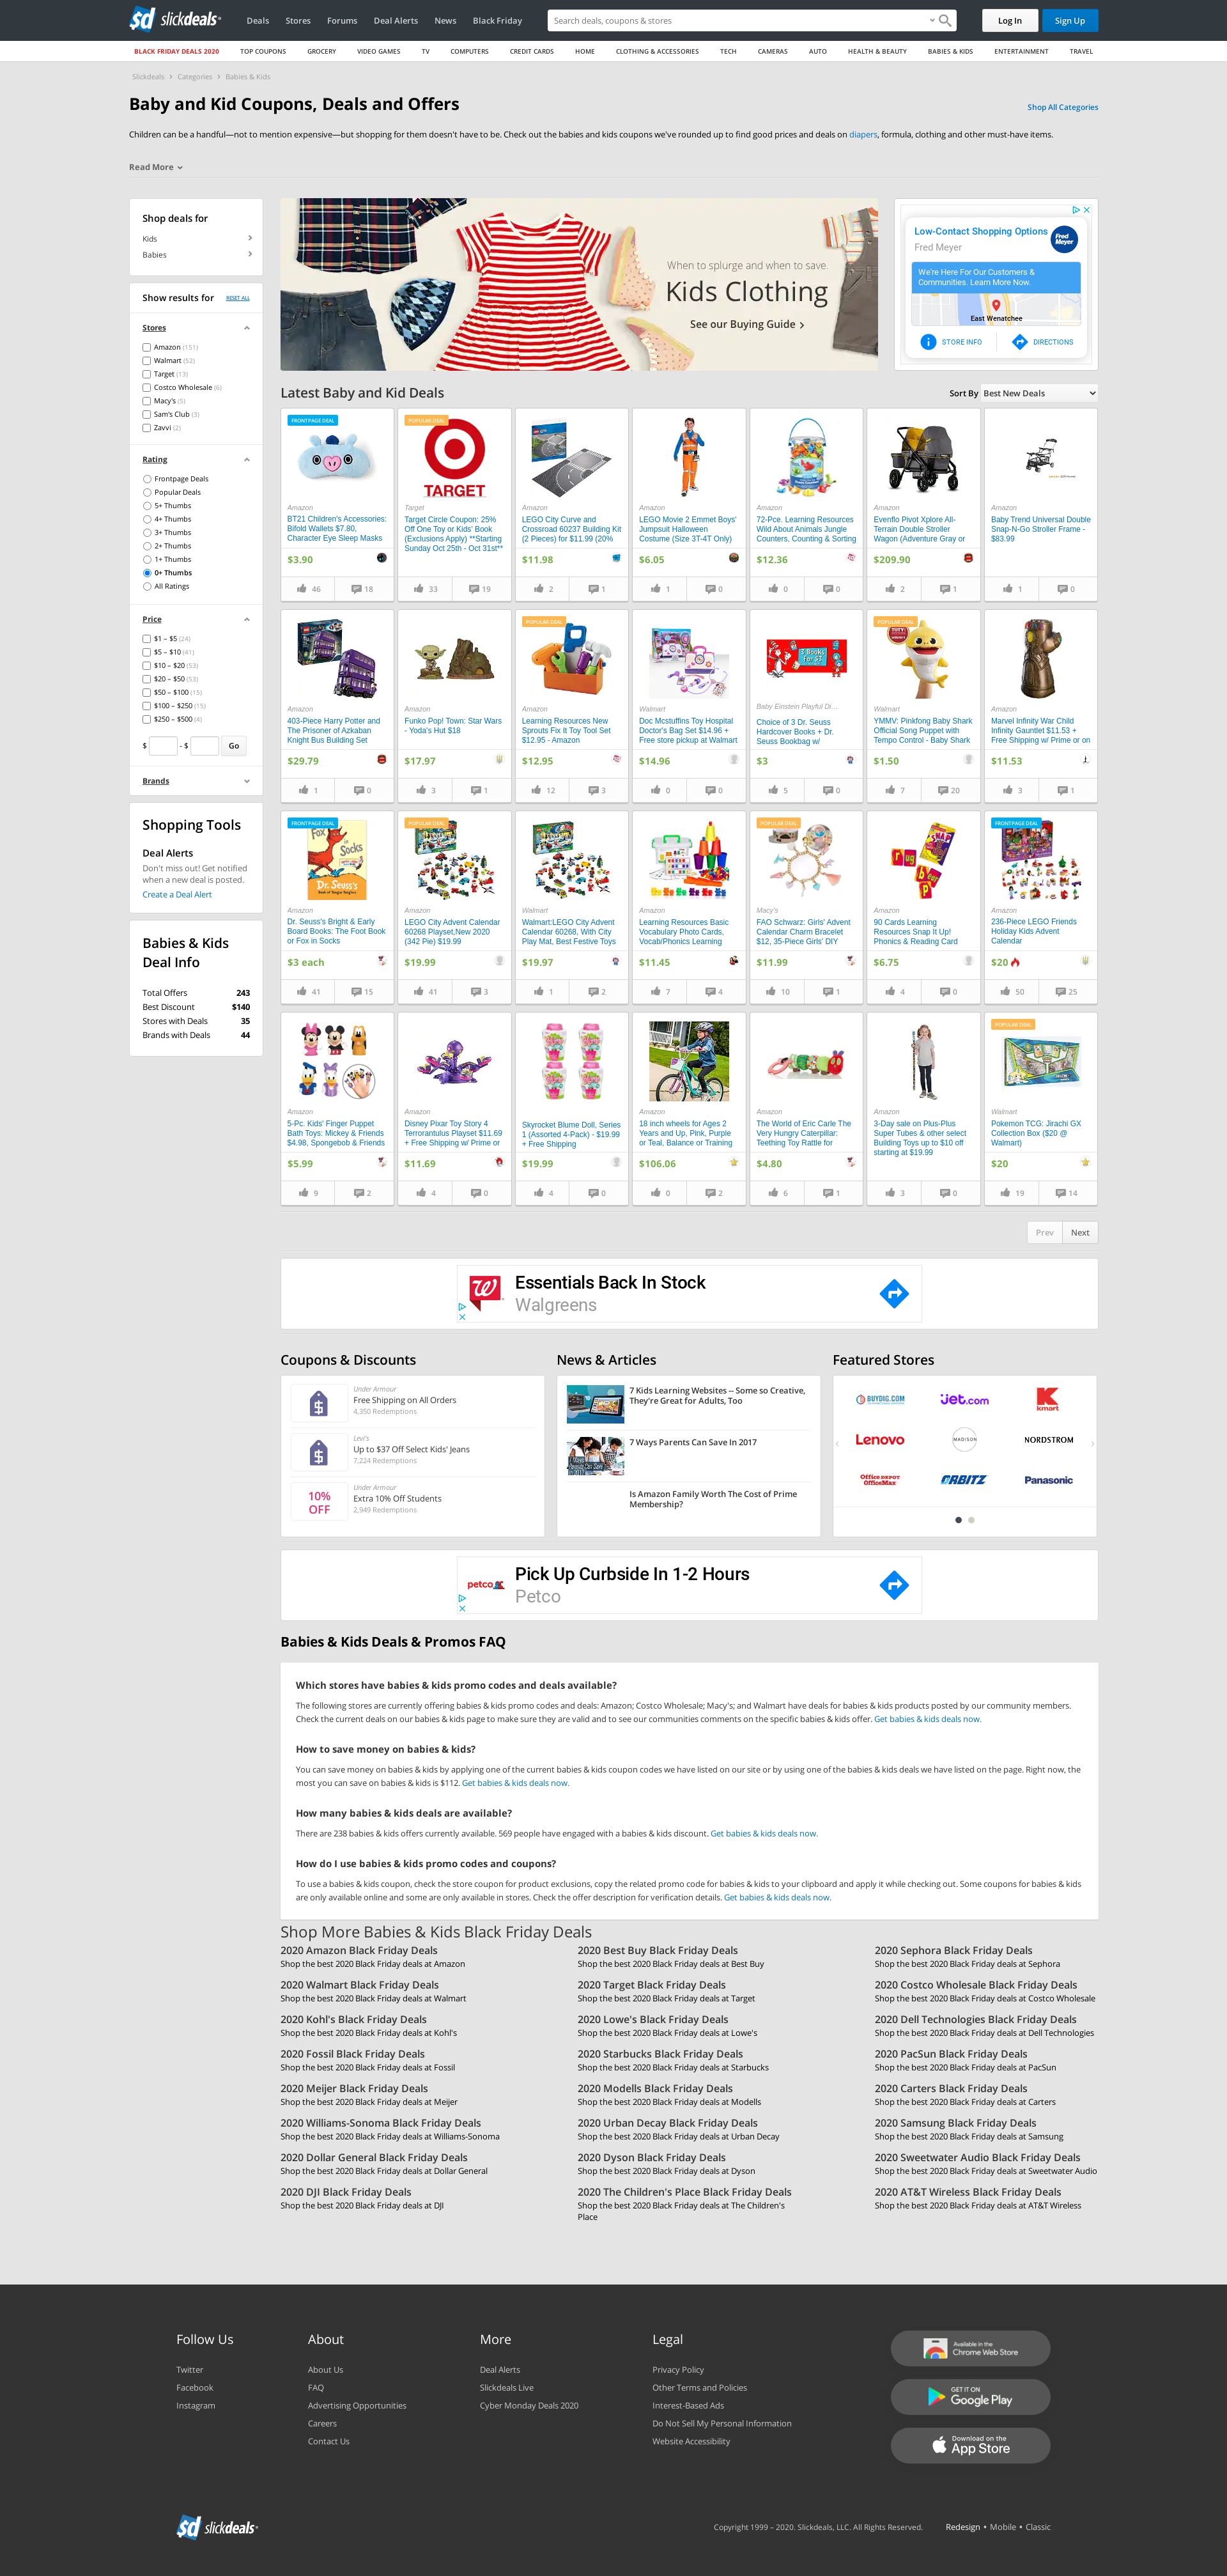 slickdeals
Deals Stores Forums Deal Alerts News Black Friday
Search deals, coupons & stores
Log In Sign Up
BLACK FRIDAY DEALS 2020 TOP COUPONS GROCERY VIDEO GAMES TV COMPUTERS CREDIT CARDS HOME CLOTHING & ACCESSORIES TECH CAMERAS AUTO HEALTH & BEAUTY BABIES & KIDS ENTERTAINMENT TRAVEL
Slickdeals › Categories › Babies & Kids
Baby and Kid Coupons, Deals and Offers
Shop All Categories
Children can be a handful—not to mention expensive—but shopping for them doesn't have to be. Check out the babies and kids coupons we've rounded up to find good prices and deals on diapers, formula, clothing and other must-have items.
Read More
Shop deals for
Kids
Babies
Show results for RESET ALL
Stores
Amazon (151)
Walmart (52)
Target (13)
Costco Wholesale (6)
Macy's (5)
Sam's Club (3)
Zavvi (2)
Rating
Frontpage Deals
Popular Deals
5+ Thumbs
4+ Thumbs
3+ Thumbs
2+ Thumbs
1+ Thumbs
0+ Thumbs
All Ratings
Price
$1 – $5 (24)
$5 – $10 (41)
$10 – $20 (53)
$20 – $50 (53)
$50 – $100 (15)
$100 – $250 (15)
$250 – $500 (4)
$ - $ Go
Brands
Shopping Tools
Deal Alerts
Don't miss out! Get notified
when a new deal is posted.
Create a Deal Alert
Babies & Kids
Deal Info
Total Offers 243
Best Discount $140
Stores with Deals 35
Brands with Deals 44
When to splurge and when to save.
Kids Clothing
See our Buying Guide
Low-Contact Shopping Options
Fred Meyer
Fred Meyer
We're Here For Our Customers &
Communities. Learn More Now.
East Wenatchee
STORE INFO DIRECTIONS
Latest Baby and Kid Deals
Sort By Best New Deals
FRONTPAGE DEAL
Amazon
BT21 Children's Accessories:
Bifold Wallets $7.80,
Character Eye Sleep Masks
$3.90
46 18
POPULAR DEAL
TARGET
Target
Target Circle Coupon: 25%
Off One Toy or Kids' Book
(Exclusions Apply) **Starting
Sunday Oct 25th - Oct 31st**
33 19
Amazon
LEGO City Curve and
Crossroad 60237 Building Kit
(2 Pieces) for $11.99 (20%
$11.98
2 1
Amazon
LEGO Movie 2 Emmet Boys'
Jumpsuit Halloween
Costume (Size 3T-4T Only)
$6.05
1 0
Amazon
72-Pce. Learning Resources
Wild About Animals Jungle
Counters, Counting & Sorting
$12.36
0 0
Amazon
Evenflo Pivot Xplore All-
Terrain Double Stroller
Wagon (Adventure Gray or
$209.90
2 1
Amazon
Baby Trend Universal Double
Snap-N-Go Stroller Frame -
$83.99
1 0
Amazon
403-Piece Harry Potter and
The Prisoner of Azkaban
Knight Bus Building Set
$29.79
1 0
Amazon
Funko Pop! Town: Star Wars
- Yoda's Hut $18
$17.97
3 1
POPULAR DEAL
Amazon
Learning Resources New
Sprouts Fix It Toy Tool Set
$12.95 - Amazon
$12.95
12 3
Walmart
Doc Mcstuffins Toy Hospital
Doctor's Bag Set $14.96 +
Free store pickup at Walmart
$14.96
0 0
Baby Einstein Playful Di...
Choice of 3 Dr. Seuss
Hardcover Books + Dr.
Seuss Bookbag w/
$3
5 0
POPULAR DEAL
Walmart
YMMV: Pinkfong Baby Shark
Official Song Puppet with
Tempo Control - Baby Shark
$1.50
7 20
Amazon
Marvel Infinity War Child
Infinity Gauntlet $11.53 +
Free Shipping w/ Prime or on
$11.53
3 1
FRONTPAGE DEAL
Fox in Socks
Dr. Seuss's
Amazon
Dr. Seuss's Bright & Early
Board Books: The Foot Book
or Fox in Socks
$3 each
41 15
POPULAR DEAL
Amazon
LEGO City Advent Calendar
60268 Playset,New 2020
(342 Pie) $19.99
$19.99
41 3
Walmart
Walmart:LEGO City Advent
Calendar 60268, With City
Play Mat, Best Festive Toys
$19.97
1 2
Amazon
Learning Resources Basic
Vocabulary Photo Cards,
Vocab/Phonics Learning
$11.45
7 4
POPULAR DEAL
Macy's
FAO Schwarz: Girls' Advent
Calendar Charm Bracelet
$12, 35-Piece Girls' DIY
$11.99
10 1
Amazon
90 Cards Learning
Resources Snap It Up!
Phonics & Reading Card
$6.75
4 0
FRONTPAGE DEAL
Amazon
236-Piece LEGO Friends
Holiday Kids Advent
Calendar
$20
50 25
Amazon
5-Pc. Kids' Finger Puppet
Bath Toys: Mickey & Friends
$4.98, Spongebob & Friends
$5.99
9 2
Amazon
Disney Pixar Toy Story 4
Terrorantulus Playset $11.69
+ Free Shipping w/ Prime or
$11.69
4 0
Skyrocket Blume Doll, Series
1 (Assorted 4-Pack) - $19.99
+ Free Shipping
$19.99
4 0
Amazon
18 inch wheels for Ages 2
Years and Up, Pink, Purple
or Teal, Balance or Training
$106.06
0 2
Amazon
The World of Eric Carle The
Very Hungry Caterpillar:
Teething Toy Rattle for
$4.80
6 1
Amazon
3-Day sale on Plus-Plus
Super Tubes & other select
Building Toys up to $10 off
starting at $19.99
3 0
POPULAR DEAL
Walmart
Pokemon TCG: Jirachi GX
Collection Box ($20 @
Walmart)
$20
19 14
Prev Next
Essentials Back In Stock
Walgreens
Coupons & Discounts
Under Armour
Free Shipping on All Orders
4,350 Redemptions
Levi's
Up to $37 Off Select Kids' Jeans
7,224 Redemptions
10%
OFF
Under Armour
Extra 10% Off Students
2,949 Redemptions
News & Articles
7 Kids Learning Websites -- Some so Creative,
They're Great for Adults, Too
7 Ways Parents Can Save In 2017
Is Amazon Family Worth The Cost of Prime
Membership?
Featured Stores
BUYDIG.COM jet.com kmart
Lenovo MADISON NORDSTROM
Office DEPOT OfficeMax ORBITZ Panasonic
petco
Pick Up Curbside In 1-2 Hours
Petco
Babies & Kids Deals & Promos FAQ
Which stores have babies & kids promo codes and deals available?
The following stores are currently offering babies & kids promo codes and deals: Amazon; Costco Wholesale; Macy's; and Walmart have deals for babies & kids products posted by our community members.
Check the current deals on our babies & kids page to make sure they are valid and to see our communities comments on the specific babies & kids offer. Get babies & kids deals now.
How to save money on babies & kids?
You can save money on babies & kids by applying one of the current babies & kids coupon codes we have listed on our site or by using one of the babies & kids deals we have listed on the page. Right now, the
most you can save on babies & kids is $112. Get babies & kids deals now.
How many babies & kids deals are available?
There are 238 babies & kids offers currently available. 569 people have engaged with a babies & kids discount. Get babies & kids deals now.
How do I use babies & kids promo codes and coupons?
To use a babies & kids coupon, check the store coupon for product exclusions, copy the related promo code for babies & kids to your clipboard and apply it while checking out. Some coupons for babies & kids
are only available online and some are only available in stores. Check the offer description for verification details. Get babies & kids deals now.
Shop More Babies & Kids Black Friday Deals
2020 Amazon Black Friday Deals
Shop the best 2020 Black Friday deals at Amazon
2020 Best Buy Black Friday Deals
Shop the best 2020 Black Friday deals at Best Buy
2020 Sephora Black Friday Deals
Shop the best 2020 Black Friday deals at Sephora
2020 Walmart Black Friday Deals
Shop the best 2020 Black Friday deals at Walmart
2020 Target Black Friday Deals
Shop the best 2020 Black Friday deals at Target
2020 Costco Wholesale Black Friday Deals
Shop the best 2020 Black Friday deals at Costco Wholesale
2020 Kohl's Black Friday Deals
Shop the best 2020 Black Friday deals at Kohl's
2020 Lowe's Black Friday Deals
Shop the best 2020 Black Friday deals at Lowe's
2020 Dell Technologies Black Friday Deals
Shop the best 2020 Black Friday deals at Dell Technologies
2020 Fossil Black Friday Deals
Shop the best 2020 Black Friday deals at Fossil
2020 Starbucks Black Friday Deals
Shop the best 2020 Black Friday deals at Starbucks
2020 PacSun Black Friday Deals
Shop the best 2020 Black Friday deals at PacSun
2020 Meijer Black Friday Deals
Shop the best 2020 Black Friday deals at Meijer
2020 Modells Black Friday Deals
Shop the best 2020 Black Friday deals at Modells
2020 Carters Black Friday Deals
Shop the best 2020 Black Friday deals at Carters
2020 Williams-Sonoma Black Friday Deals
Shop the best 2020 Black Friday deals at Williams-Sonoma
2020 Urban Decay Black Friday Deals
Shop the best 2020 Black Friday deals at Urban Decay
2020 Samsung Black Friday Deals
Shop the best 2020 Black Friday deals at Samsung
2020 Dollar General Black Friday Deals
Shop the best 2020 Black Friday deals at Dollar General
2020 Dyson Black Friday Deals
Shop the best 2020 Black Friday deals at Dyson
2020 Sweetwater Audio Black Friday Deals
Shop the best 2020 Black Friday deals at Sweetwater Audio
2020 DJI Black Friday Deals
Shop the best 2020 Black Friday deals at DJI
2020 The Children's Place Black Friday Deals
Shop the best 2020 Black Friday deals at The Children's
Place
2020 AT&T Wireless Black Friday Deals
Shop the best 2020 Black Friday deals at AT&T Wireless
Follow Us
Twitter
Facebook
Instagram
About
About Us
FAQ
Advertising Opportunities
Careers
Contact Us
More
Deal Alerts
Slickdeals Live
Cyber Monday Deals 2020
Legal
Privacy Policy
Other Terms and Policies
Interest-Based Ads
Do Not Sell My Personal Information
Website Accessibility
Available in the
Chrome Web Store
GET IT ON
Google Play
Download on the
App Store
slickdeals
Copyright 1999 – 2020. Slickdeals, LLC. All Rights Reserved. Redesign • Mobile • Classic